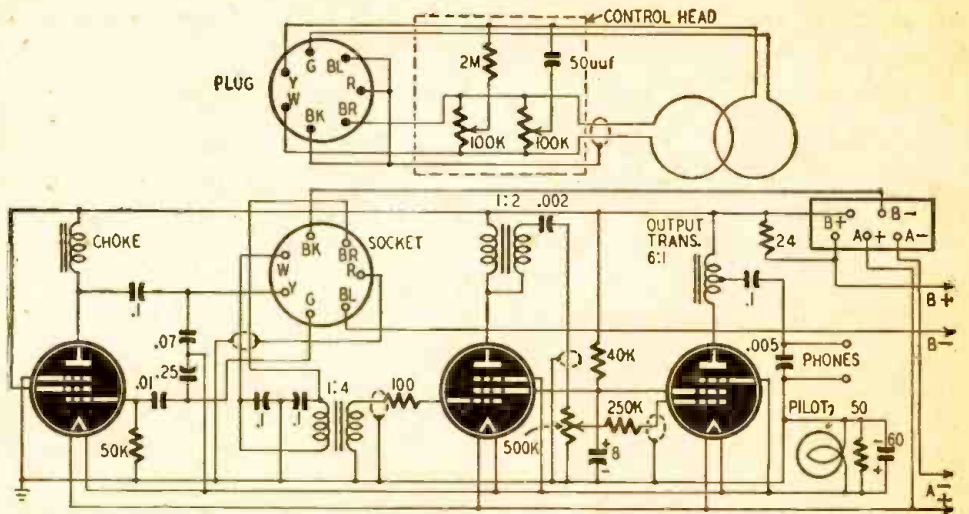 CONTROL HEAD
PLUG
G
BL
Y
R
W
BR
BK
2M
50uuf
100K
100K
CHOKE
BK
SOCKET
W
BR
R
Y
G
BL
1:2
.002
OUTPUT
TRANS.
6:1
24
B+
B-
A+
A-
B+
B-
.1
.07
.25
.01
50K
.1
.1
1:4
100
40K
250K
500K
+
8
-
.1
.005
PHONES
PILOT
50
-
60
+
A-
+